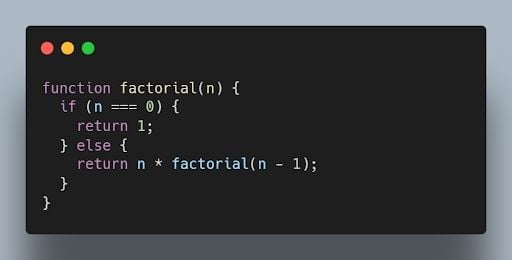 function factorial(n) {
  if (n === 0) {
    return 1;
  } else {
    return n * factorial(n - 1);
  }
}